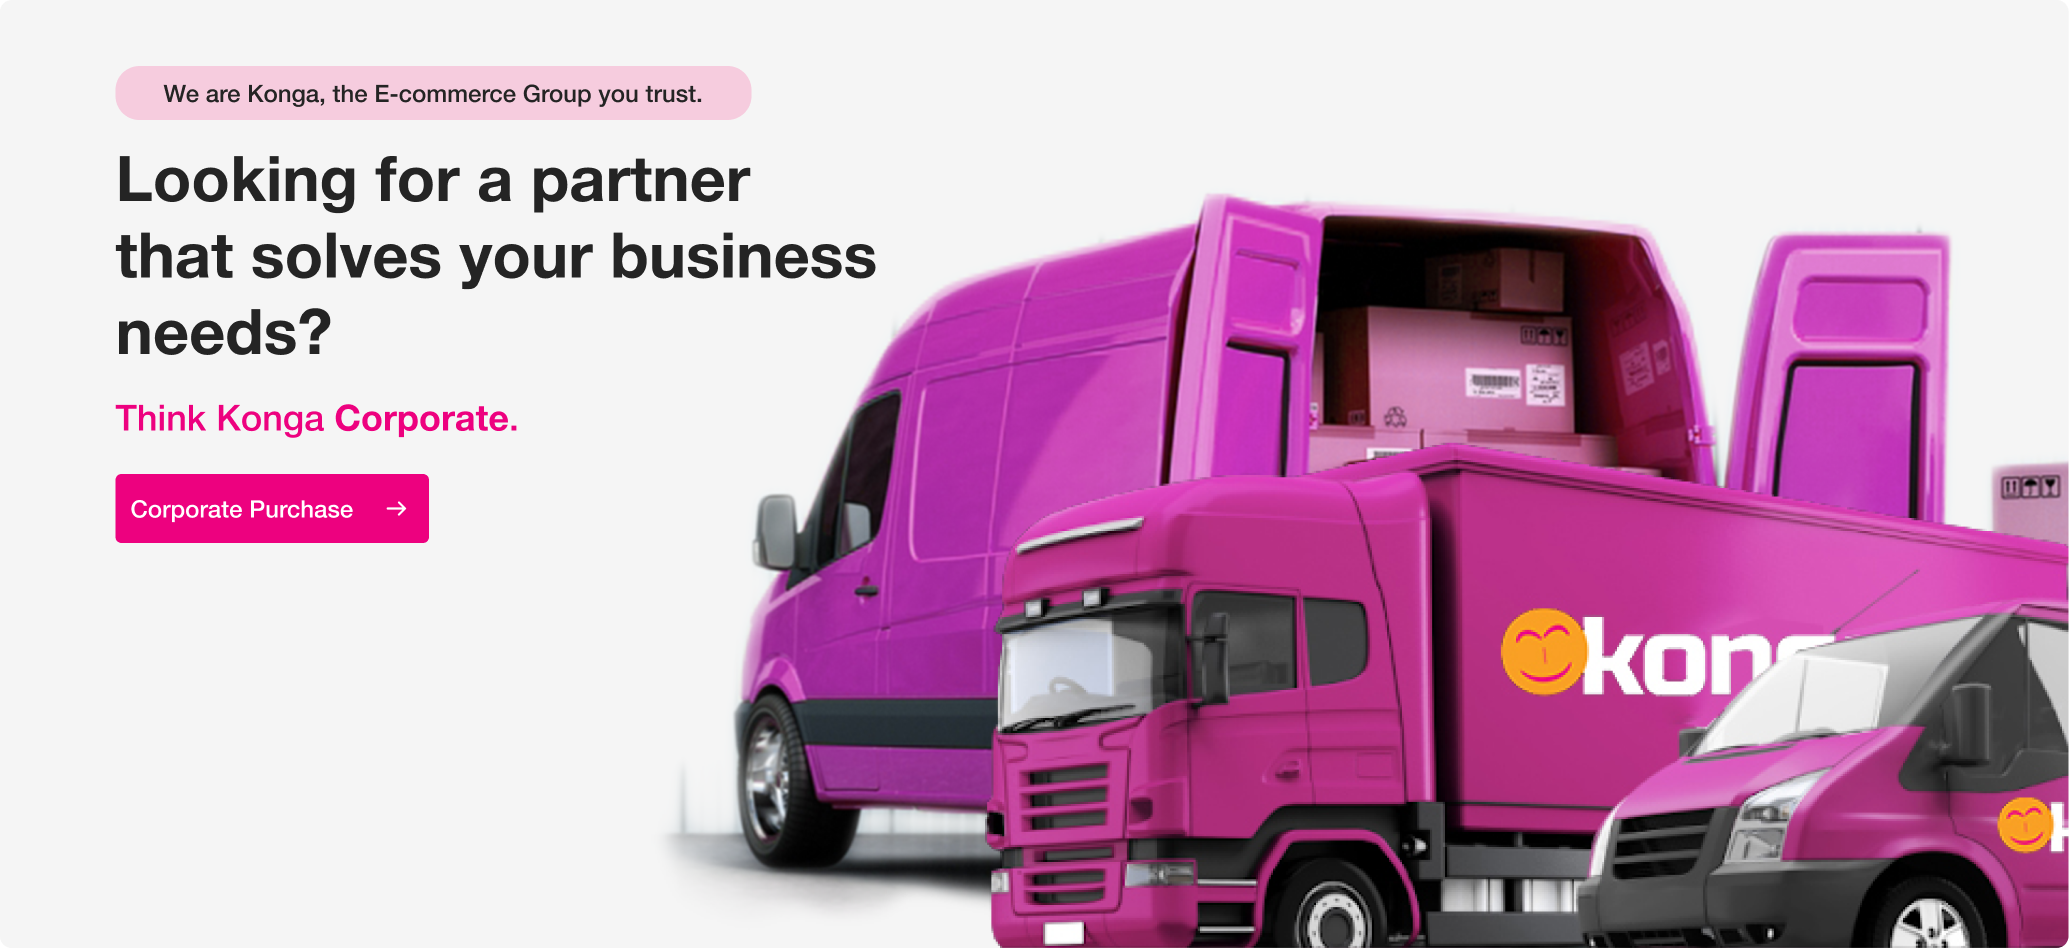 We are Konga, the E-commerce Group you trust.
Looking for a partner
that solves your business
needs?
Think Konga Corporate.
Corporate Purchase →
kong